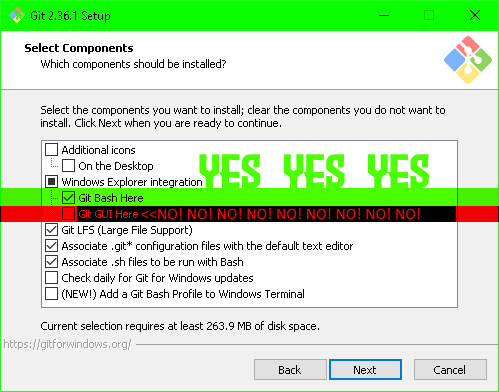 Git 2.36.1 Setup
Select Components
Which components should be installed?
Select the components you want to install; clear the components you do not want to
install. Click Next when you are ready to continue.
Additional icons
On the Desktop
YES YES YES
Windows Explorer integration
Git Bash Here
Git GUI Here <<NO! NO! NO! NO! NO! NO! NO! NO! NO! NO!
Git LFS (Large File Support)
Associate .git* configuration files with the default text editor
Associate .sh files to be run with Bash
Check daily for Git for Windows updates
(NEW!) Add a Git Bash Profile to Windows Terminal
Current selection requires at least 263.9 MB of disk space.
https://gitforwindows.org/
Back Next Cancel